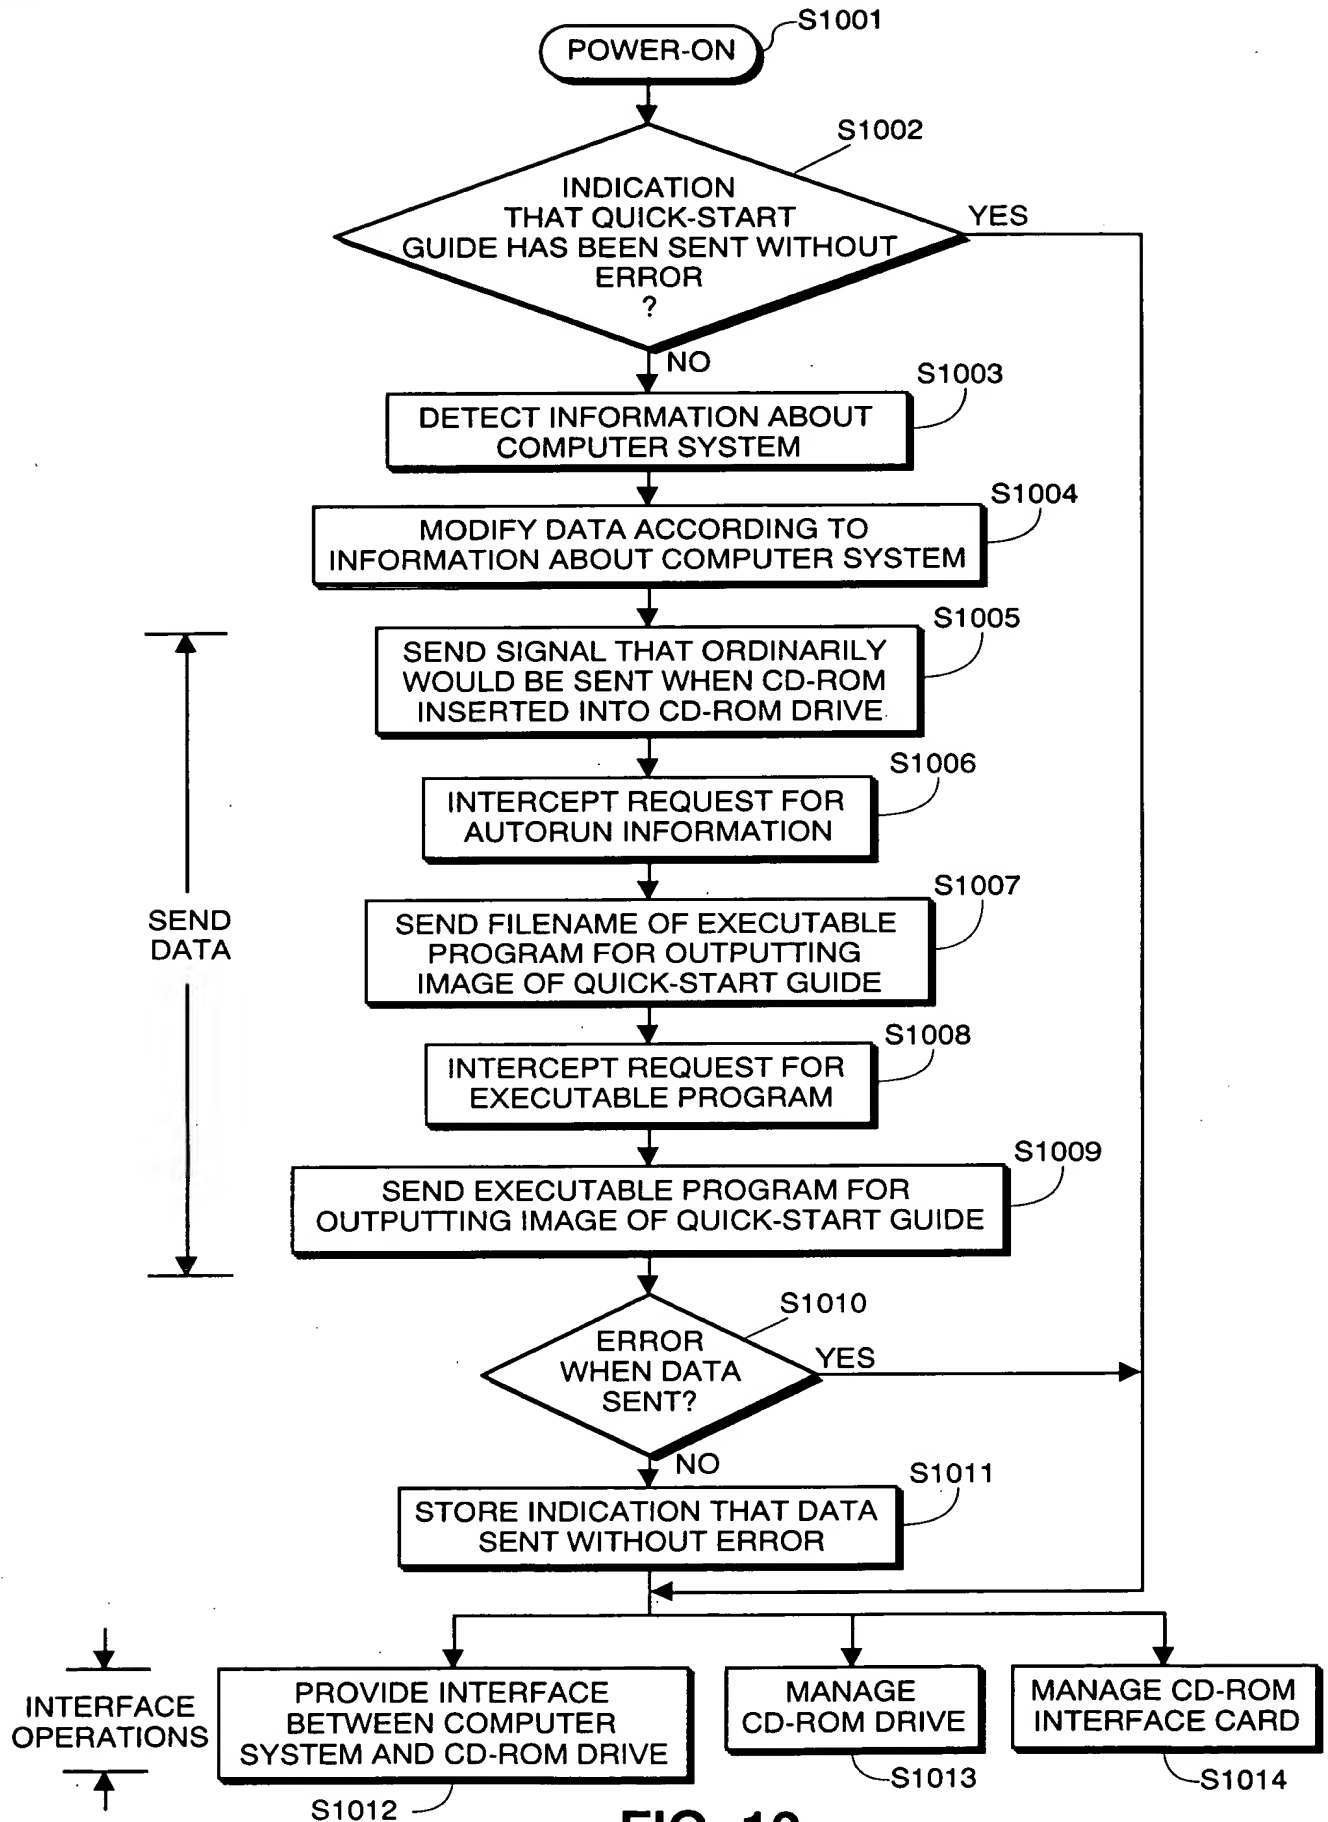 S1001
POWER-ON
S1002
INDICATION
THAT QUICK-START
GUIDE HAS BEEN SENT WITHOUT
ERROR
?
YES
NO
S1003
DETECT INFORMATION ABOUT
COMPUTER SYSTEM
S1004
MODIFY DATA ACCORDING TO
INFORMATION ABOUT COMPUTER SYSTEM
S1005
SEND SIGNAL THAT ORDINARILY
WOULD BE SENT WHEN CD-ROM
INSERTED INTO CD-ROM DRIVE
S1006
INTERCEPT REQUEST FOR
AUTORUN INFORMATION
SEND
DATA
S1007
SEND FILENAME OF EXECUTABLE
PROGRAM FOR OUTPUTTING
IMAGE OF QUICK-START GUIDE
S1008
INTERCEPT REQUEST FOR
EXECUTABLE PROGRAM
S1009
SEND EXECUTABLE PROGRAM FOR
OUTPUTTING IMAGE OF QUICK-START GUIDE
S1010
ERROR
WHEN DATA
SENT?
YES
NO
S1011
STORE INDICATION THAT DATA
SENT WITHOUT ERROR
INTERFACE
OPERATIONS
PROVIDE INTERFACE
BETWEEN COMPUTER
SYSTEM AND CD-ROM DRIVE
MANAGE
CD-ROM DRIVE
MANAGE CD-ROM
INTERFACE CARD
S1012
S1013
S1014